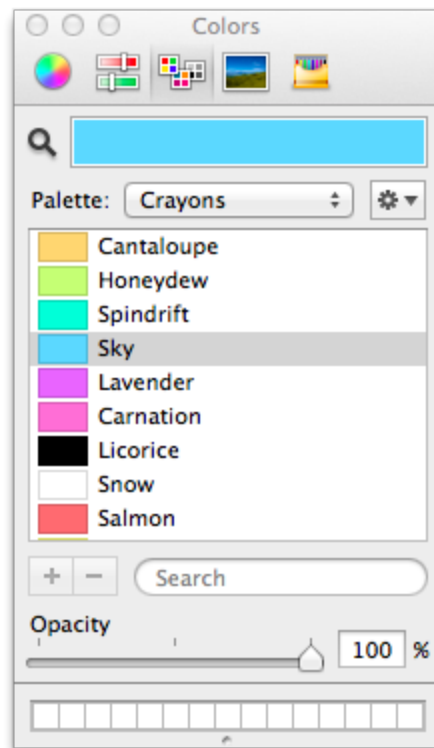 Colors
Palette: Crayons
Cantaloupe
Honeydew
Spindrift
Sky
Lavender
Carnation
Licorice
Snow
Salmon
+ − Search
Opacity
100 %